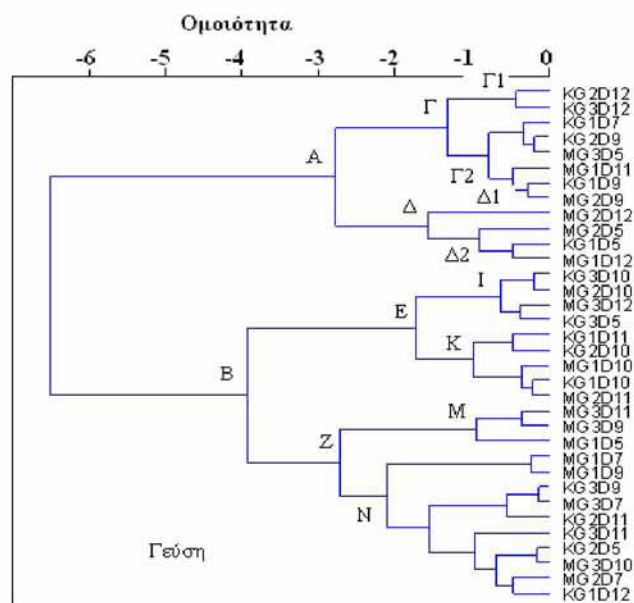 Ομοιότητα
-6 -5 -4 -3 -2 -1 0
Γ1
KG2D12
Γ
KG3D12
KG1D7
KG2D9
A
MG3D5
Γ2
MG1D11
KG1D9
Δ1
MG2D9
Δ
MG2D12
MG2D5
KG1D5
Δ2
MG1D12
I
KG3D10
MG2D10
E
MG3D12
KG3D5
KG1D11
K
KG2D10
MG1D10
B
KG1D10
MG2D11
M
MG3D11
MG3D9
Z
MG1D5
MG1D7
MG1D9
KG3D9
N
MG3D7
KG2D11
KG3D11
Γεύση
KG2D5
MG3D10
MG2D7
KG1D12